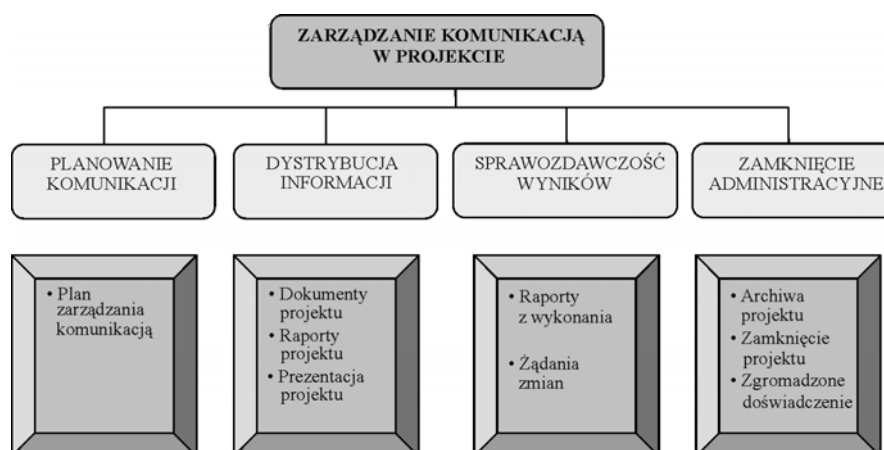 ZARZĄDZANIE KOMUNIKACJĄ
W PROJEKCIE
PLANOWANIE
KOMUNIKACJI
DYSTRYBUCJA
INFORMACJI
SPRAWOZDAWCZOŚĆ
WYNIKÓW
ZAMKNIĘCIE
ADMINISTRACYJNE
• Plan
zarządzania
komunikacją
• Dokumenty
projektu
• Raporty
projektu
• Prezentacja
projektu
• Raporty
z wykonania
• Żądania
zmian
• Archiwa
projektu
• Zamknięcie
projektu
• Zgromadzone
doświadczenie